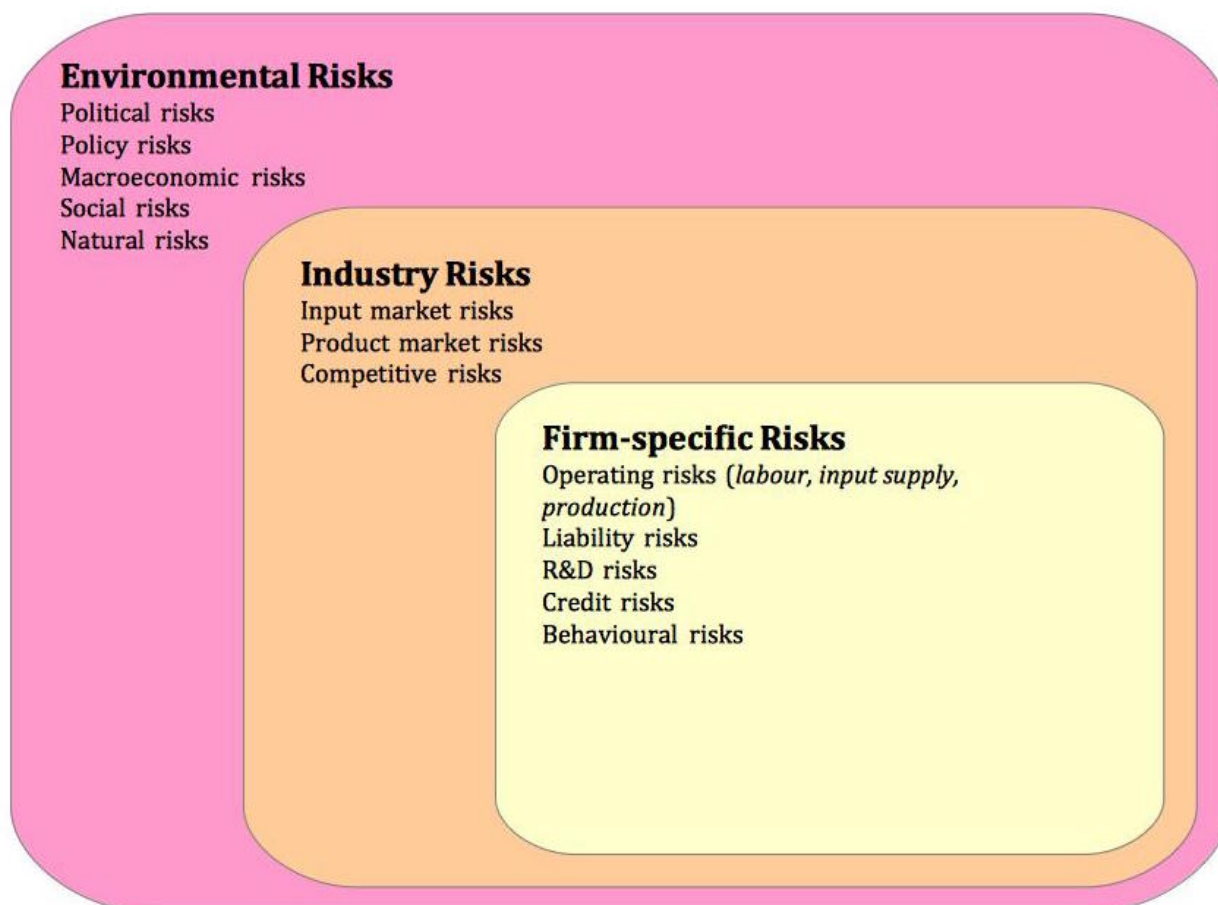 Environmental Risks
Political risks
Policy risks
Macroeconomic risks
Social risks
Natural risks
Industry Risks
Input market risks
Product market risks
Competitive risks
Firm-specific Risks
Operating risks (labour, input supply,
production)
Liability risks
R&D risks
Credit risks
Behavioural risks